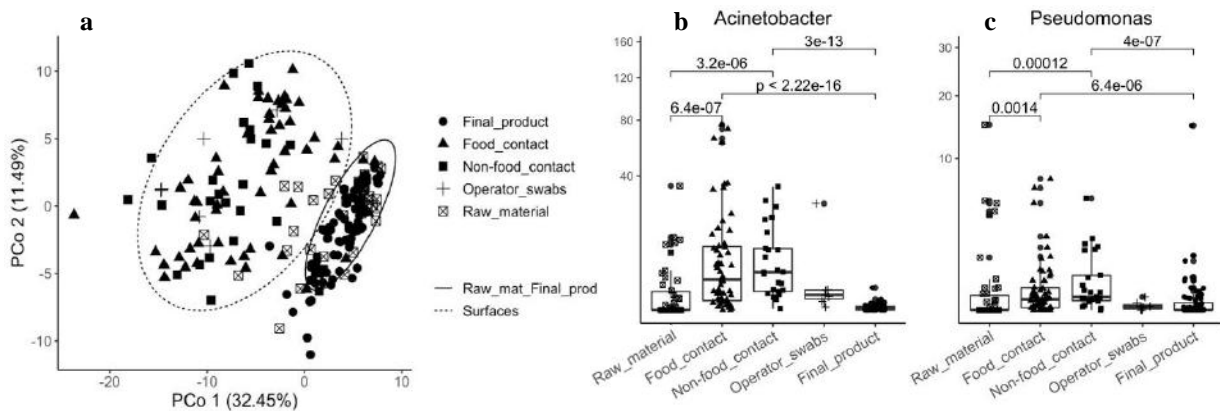 a
10
5
0
-5
-10
-20
-10
0
10
PCo 2 (11.49%)
PCo 1 (32.45%)
Final_product
Food_contact
Non-food_contact
Operator_swabs
Raw_material
Raw_mat_Final_prod
Surfaces
b
Acinetobacter
160
120
80
40
3e-13
3.2e-06
p < 2.22e-16
6.4e-07
Raw_material
Food_contact
Non-food_contact
Operator_swabs
Final_product
c
Pseudomonas
30
20
10
4e-07
0.00012
6.4e-06
0.0014
Raw_material
Food_contact
Non-food_contact
Operator_swabs
Final_product